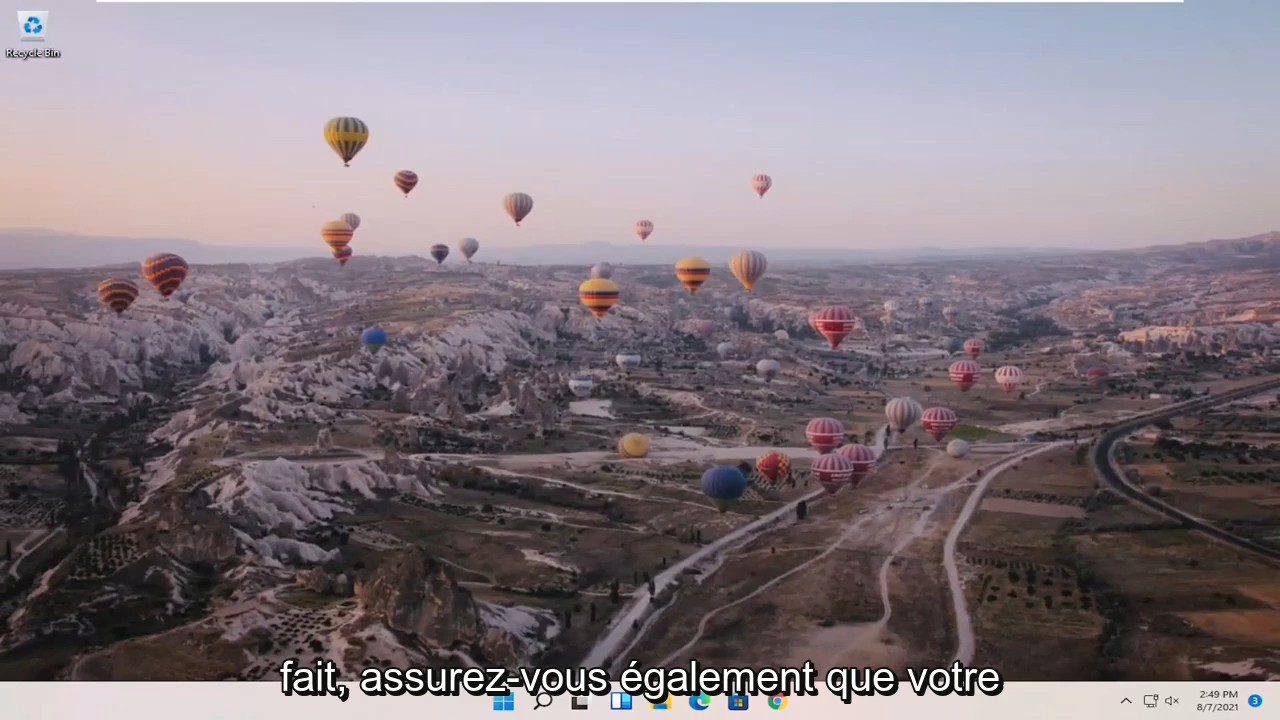 Recycle Bin
fait, assurez-vous également que votre
2:49 PM
8/7/2021
3